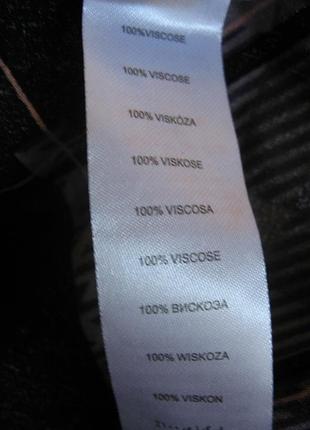 100%VISCOSE
100% VISCOSE
100% VISKÓZA
100% VISKOSE
100% VISCOSA
100% VISCOSE
100% ВИСКОЗА
100% WISKOZA
100% VISKON